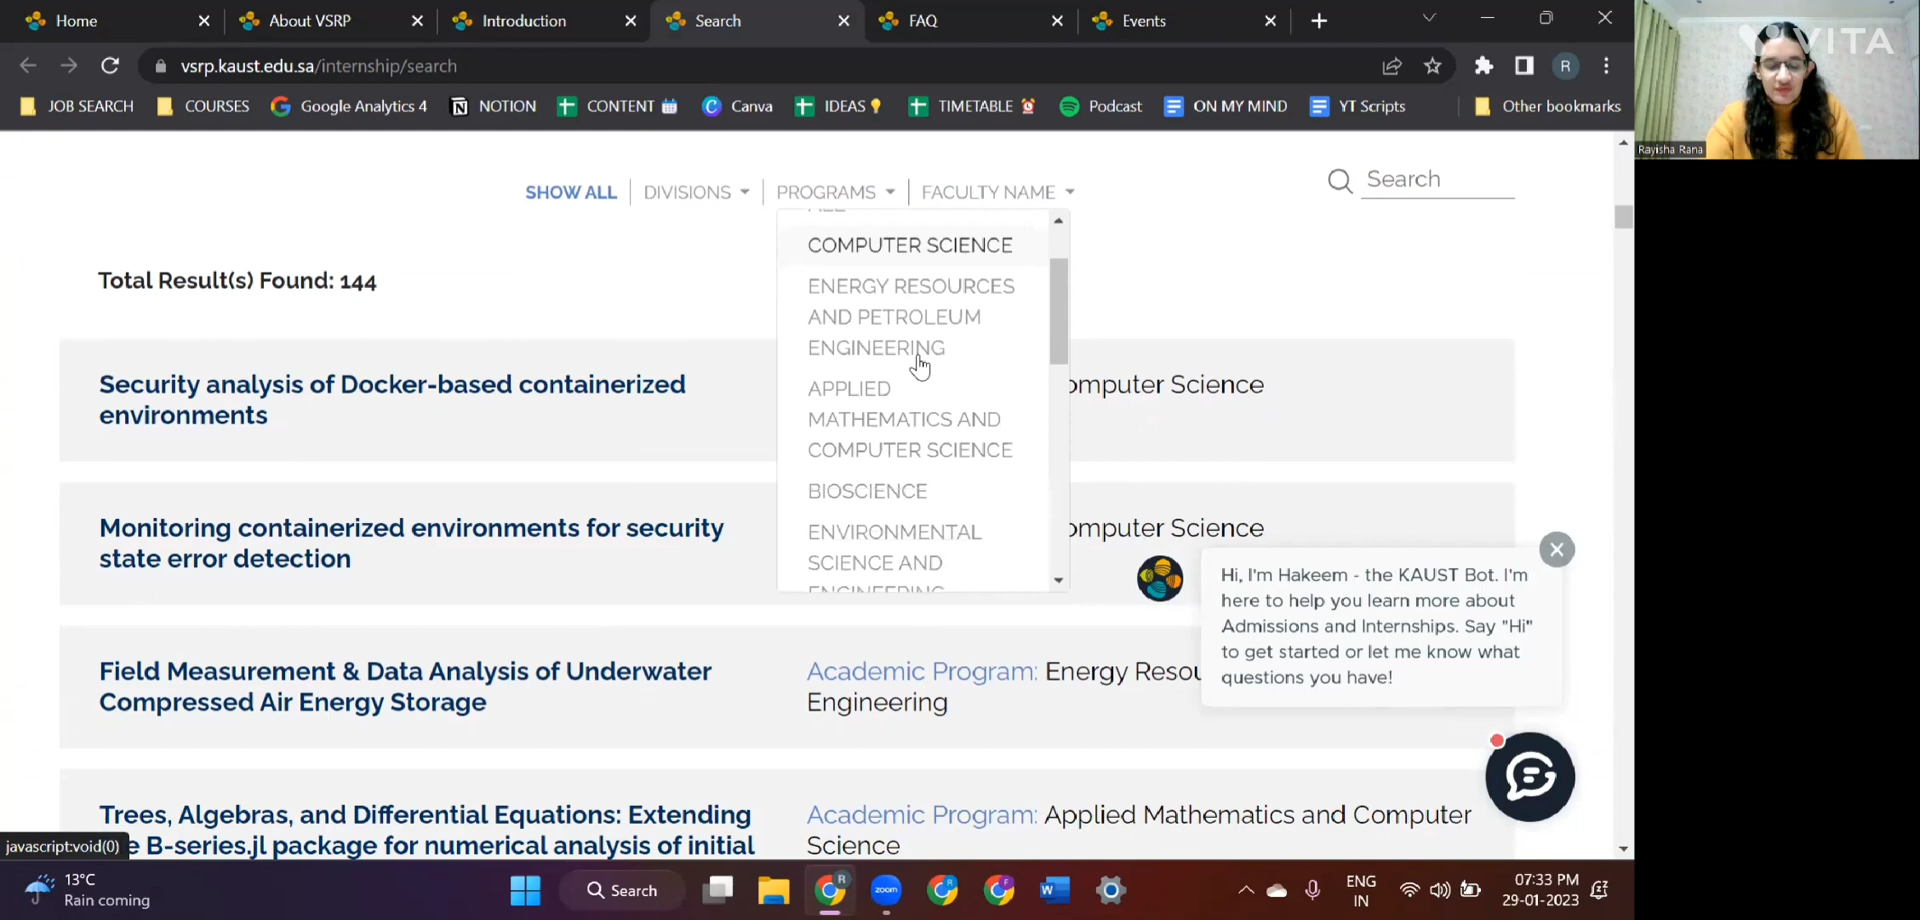 Home
About VSRP
Introduction
Search
FAQ
Events
vsrp.kaust.edu.sa/internship/search
R
JOB SEARCH
COURSES
Google Analytics 4
NOTION
CONTENT
Canva
IDEAS
TIMETABLE
Podcast
ON MY MIND
YT Scripts
Other bookmarks
VITA
Rayisha Rana
SHOW ALL
DIVISIONS
PROGRAMS
FACULTY NAME
Search
ALL
COMPUTER SCIENCE
ENERGY RESOURCES
AND PETROLEUM
ENGINEERING
APPLIED
MATHEMATICS AND
COMPUTER SCIENCE
BIOSCIENCE
ENVIRONMENTAL
SCIENCE AND
ENGINEERING
Total Result(s) Found: 144
Security analysis of Docker-based containerized
environments
omputer Science
Monitoring containerized environments for security
state error detection
omputer Science
Field Measurement & Data Analysis of Underwater
Compressed Air Energy Storage
Academic Program: Energy Resou
Engineering
Trees, Algebras, and Differential Equations: Extending
e B-series.jl package for numerical analysis of initial
Academic Program: Applied Mathematics and Computer
Science
Hi, I'm Hakeem - the KAUST Bot. I'm
here to help you learn more about
Admissions and Internships. Say "Hi"
to get started or let me know what
questions you have!
javascript:void(0)
13°C
Rain coming
Search
R
zoom
R
F
W
ENG
IN
07:33 PM
29-01-2023